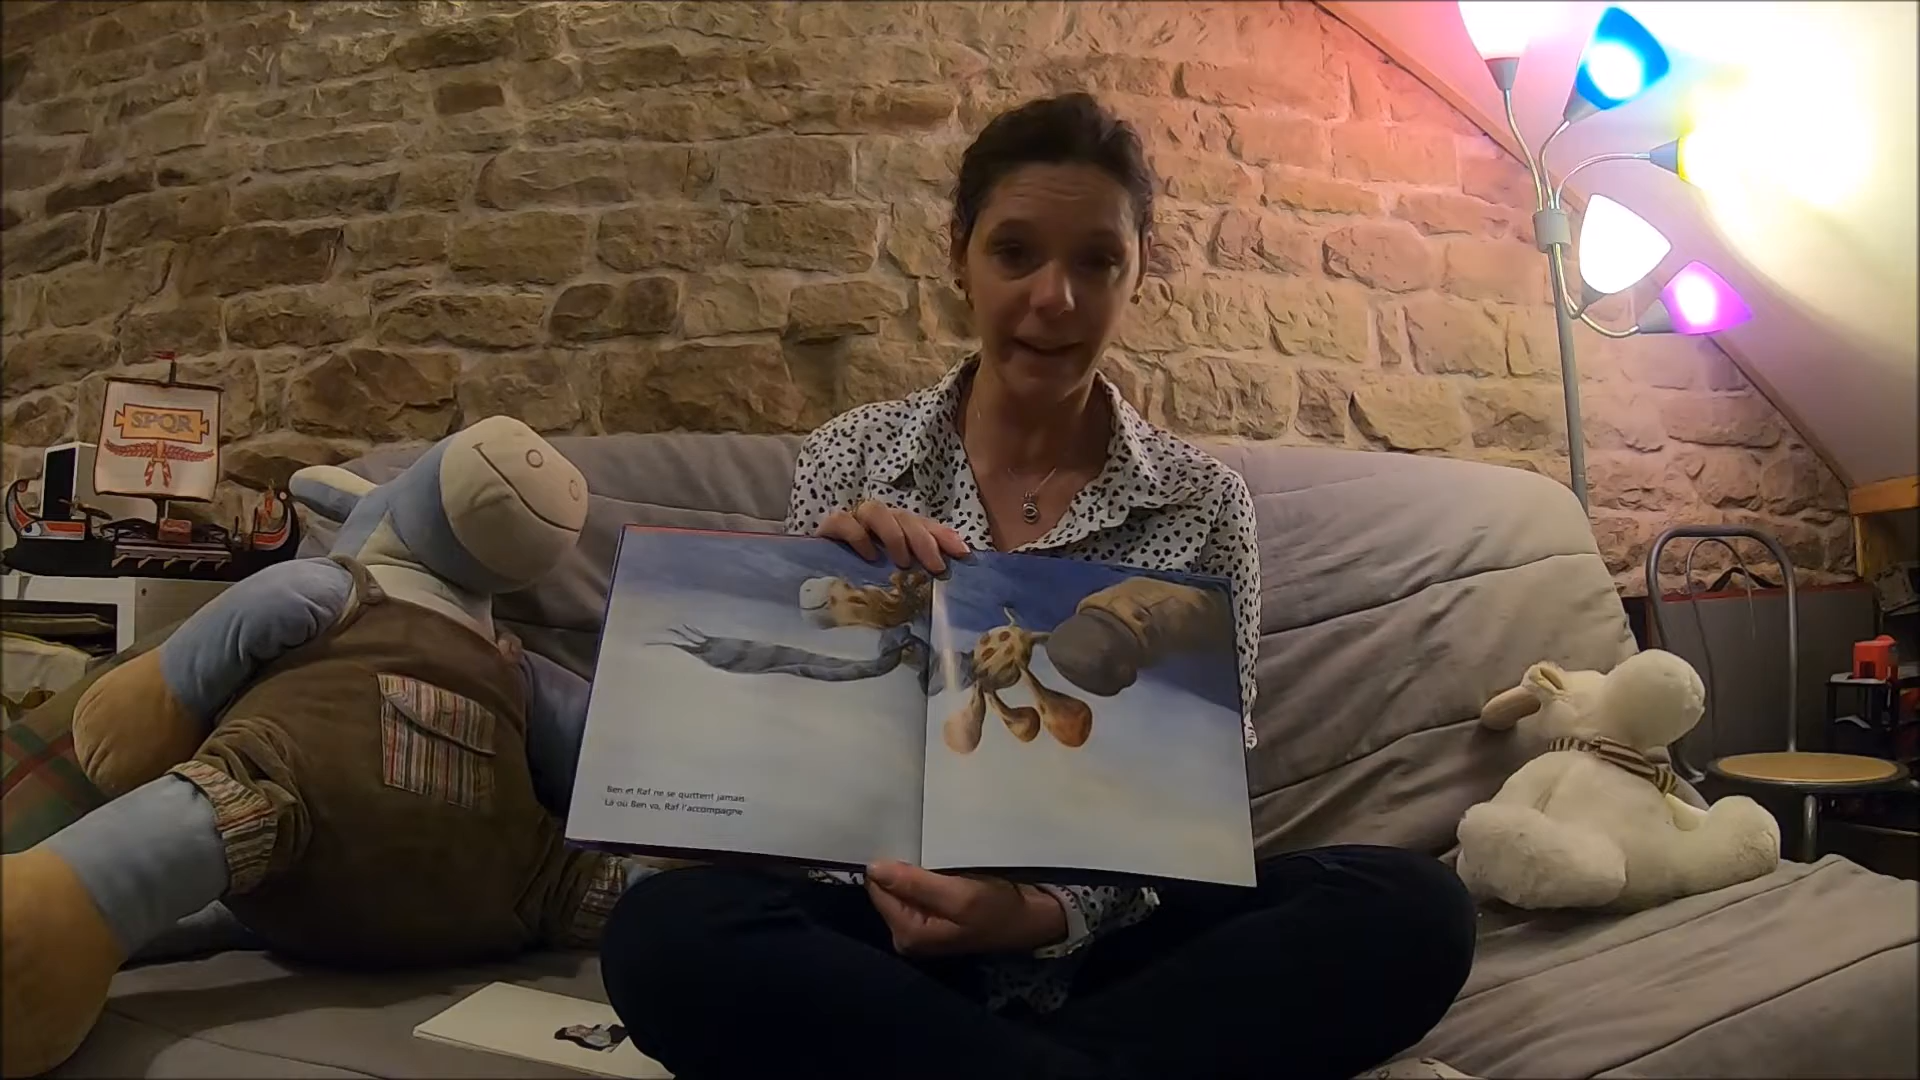 SPQR
Ben et Raf ne se quittent jamais.
Là où Ben va, Raf l'accompagne